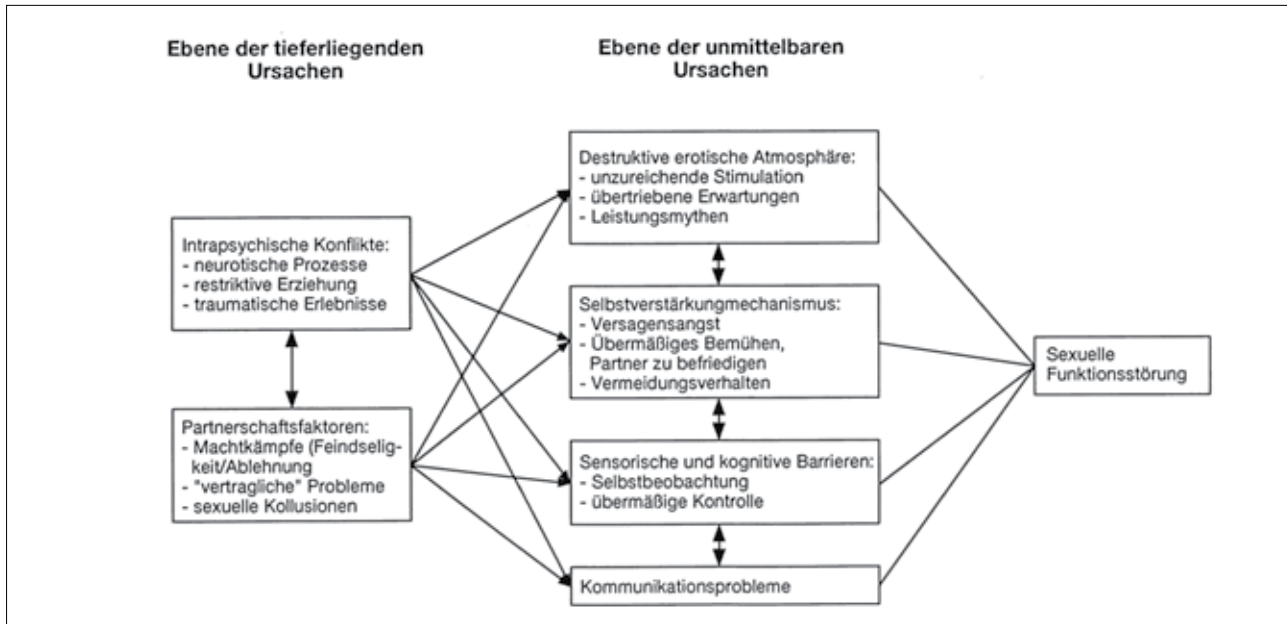 Ebene der tieferliegenden
Ursachen
Ebene der unmittelbaren
Ursachen
Destruktive erotische Atmosphäre:
- unzureichende Stimulation
- übertriebene Erwartungen
- Leistungsmythen
Intrapsychische Konflikte:
- neurotische Prozesse
- restriktive Erziehung
- traumatische Erlebnisse
Selbstverstärkungmechanismus:
- Versagensangst
- Übermäßiges Bemühen,
Partner zu befriedigen
- Vermeidungsverhalten
Sexuelle
Funktionsstörung
Partnerschaftsfaktoren:
- Machtkämpfe (Feindselig-
keit/Ablehnung
- "vertragliche" Probleme
- sexuelle Kollusionen
Sensorische und kognitive Barrieren:
- Selbstbeobachtung
- übermäßige Kontrolle
Kommunikationsprobleme